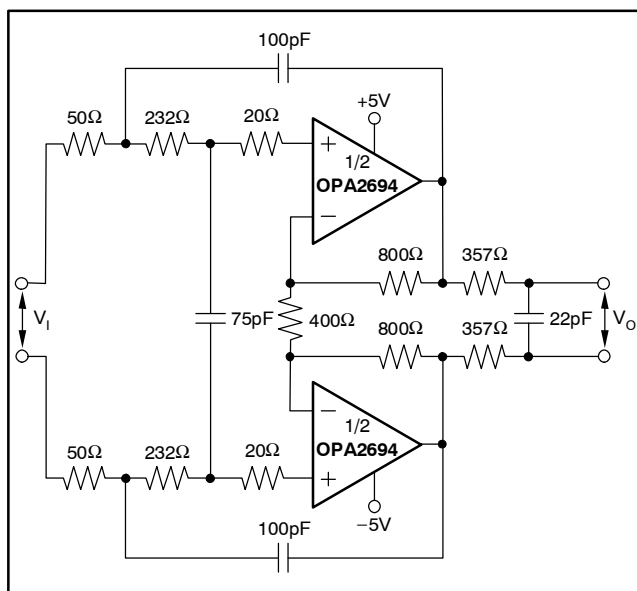 100pF
50Ω
232Ω
20Ω
+5V
+
1/2
OPA2694
−
800Ω
357Ω
V_I
75pF
400Ω
22pF
V_O
800Ω
357Ω
−
1/2
OPA2694
+
50Ω
232Ω
20Ω
−5V
100pF